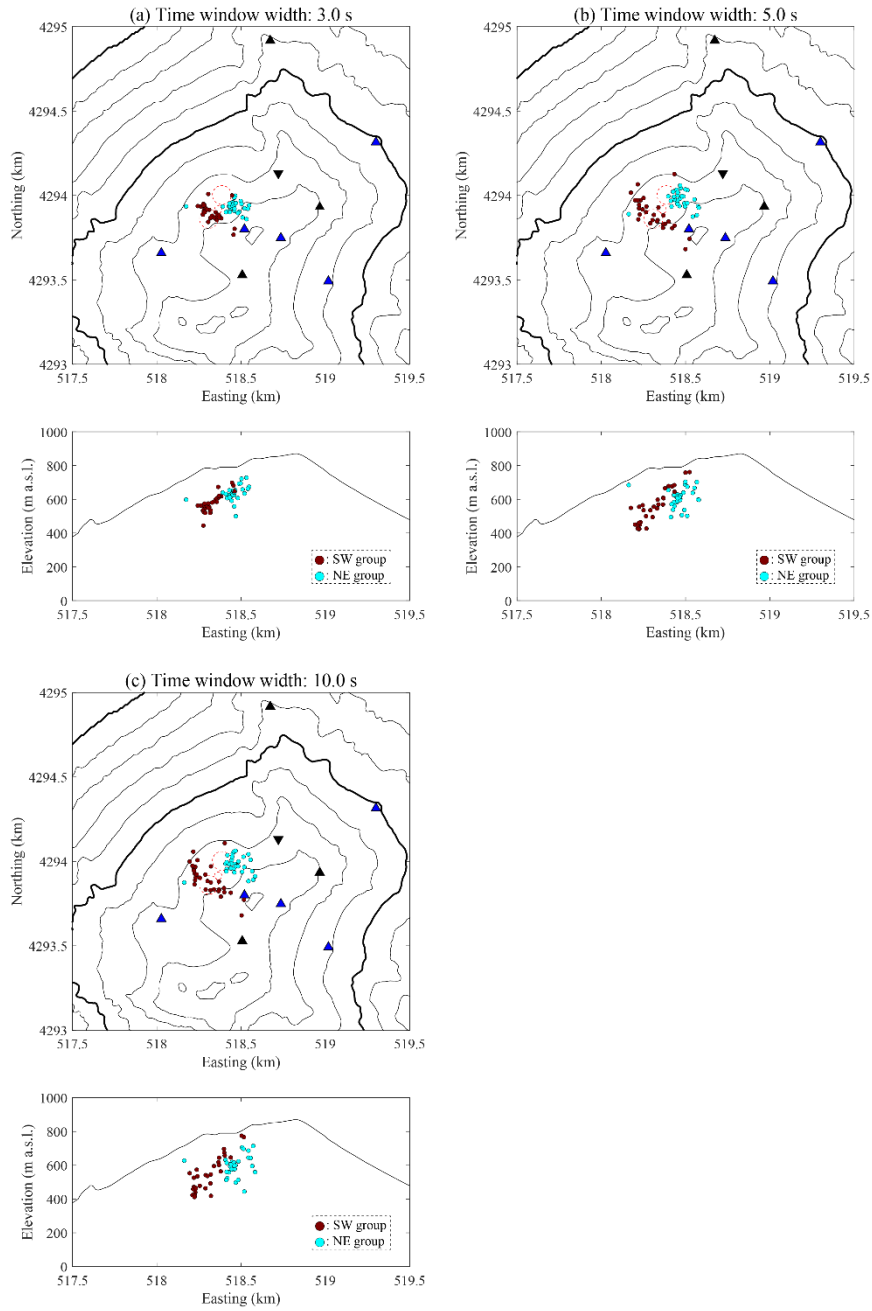 (a) Time window width: 3.0 s
4295
4294.5
4294
4293.5
4293
Northing (km)
517.5 518 518.5 519 519.5
Easting (km)
1000
800
600
400
200
0
Elevation (m a.s.l.)
: SW group
: NE group
517.5 518 518.5 519 519.5
Easting (km)
(b) Time window width: 5.0 s
4295
4294.5
4294
4293.5
4293
Northing (km)
517.5 518 518.5 519 519.5
Easting (km)
1000
800
600
400
200
0
Elevation (m a.s.l.)
: SW group
: NE group
517.5 518 518.5 519 519.5
Easting (km)
(c) Time window width: 10.0 s
4295
4294.5
4294
4293.5
4293
Northing (km)
517.5 518 518.5 519 519.5
Easting (km)
1000
800
600
400
200
0
Elevation (m a.s.l.)
: SW group
: NE group
517.5 518 518.5 519 519.5
Easting (km)